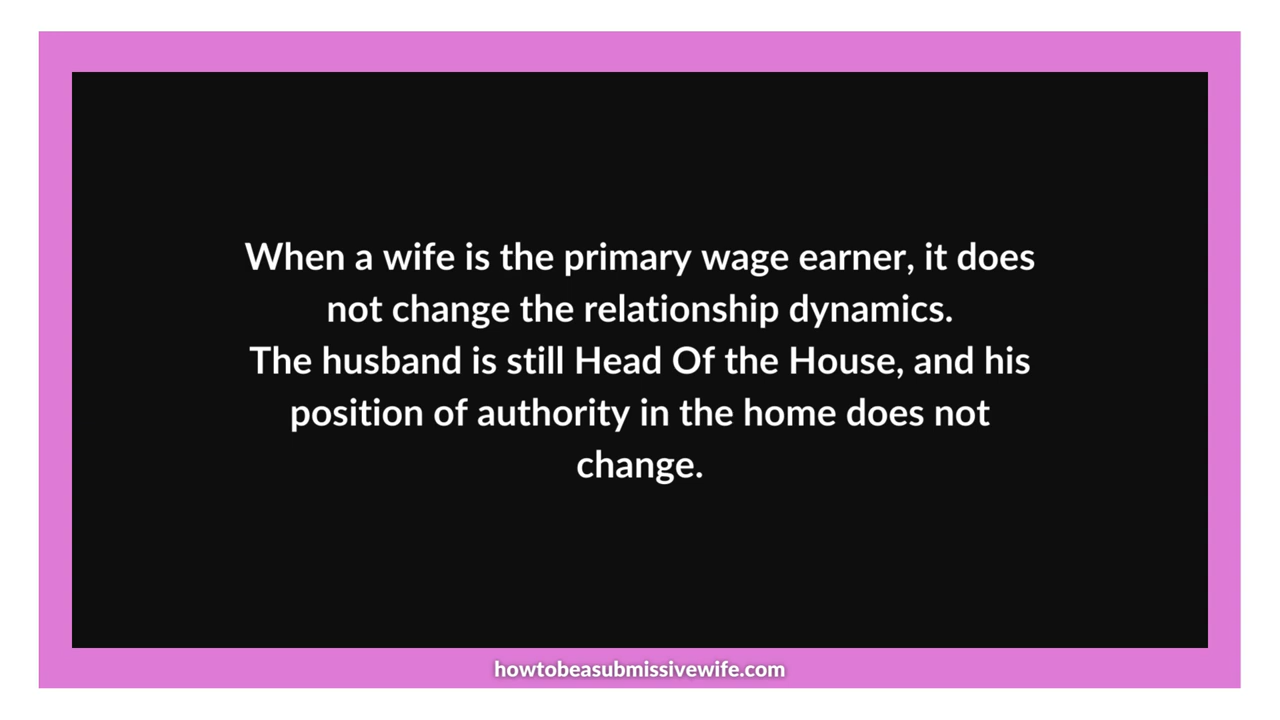 When a wife is the primary wage earner, it does
not change the relationship dynamics.
The husband is still Head Of the House, and his
position of authority in the home does not
change.
howtobeasubmissivewife.com